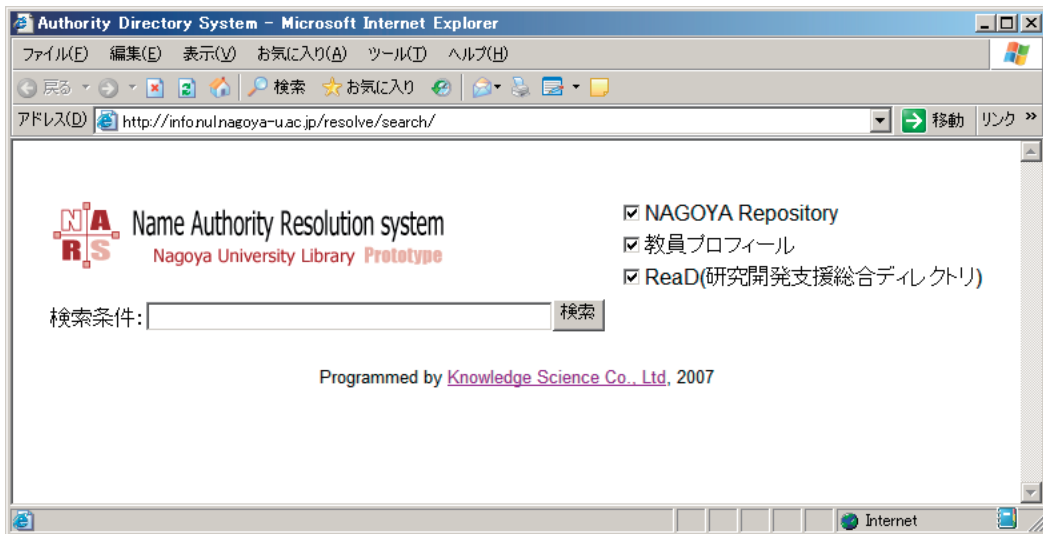 Authority Directory System - Microsoft Internet Explorer
ファイル(F) 編集(E) 表示(V) お気に入り(A) ツール(T) ヘルプ(H)
戻る 検索 お気に入り
アドレス(D) http://info.nul.nagoya-u.ac.jp/resolve/search/ 移動 リンク »
NARS Name Authority Resolution system
Nagoya University Library Prototype
NAGOYA Repository
教員プロフィール
ReaD(研究開発支援総合ディレクトリ)
検索条件: 検索
Programmed by Knowledge Science Co., Ltd, 2007
Internet